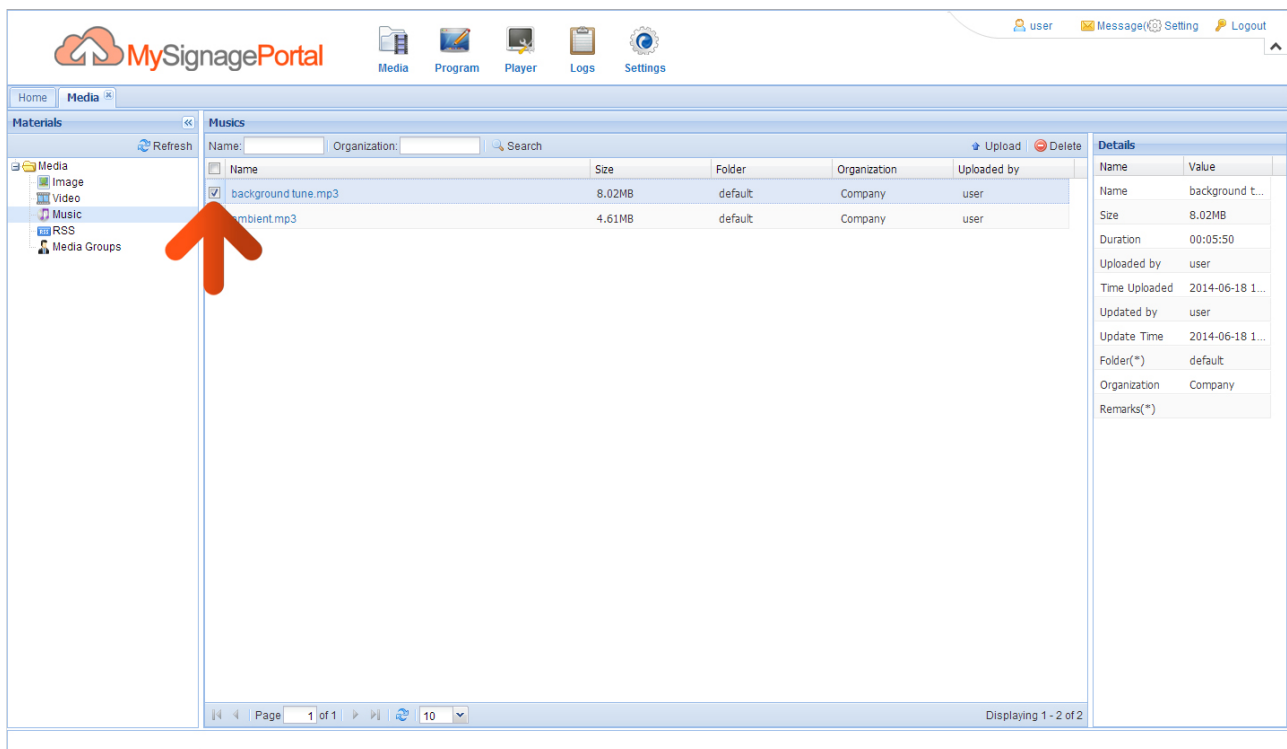 user Message( Setting Logout
MySignagePortal
Media Program Player Logs Settings
Home Media
Materials Musics
Refresh Name: Organization: Search Upload Delete Details
Media Name Size Folder Organization Uploaded by Name Value
Image
Video background tune.mp3 8.02MB default Company user Name background t...
Music ambient.mp3 4.61MB default Company user Size 8.02MB
RSS
Media Groups Duration 00:05:50
Uploaded by user
Time Uploaded 2014-06-18 1...
Updated by user
Update Time 2014-06-18 1...
Folder(*) default
Organization Company
Remarks(*)
Page 1 of 1 10 Displaying 1 - 2 of 2